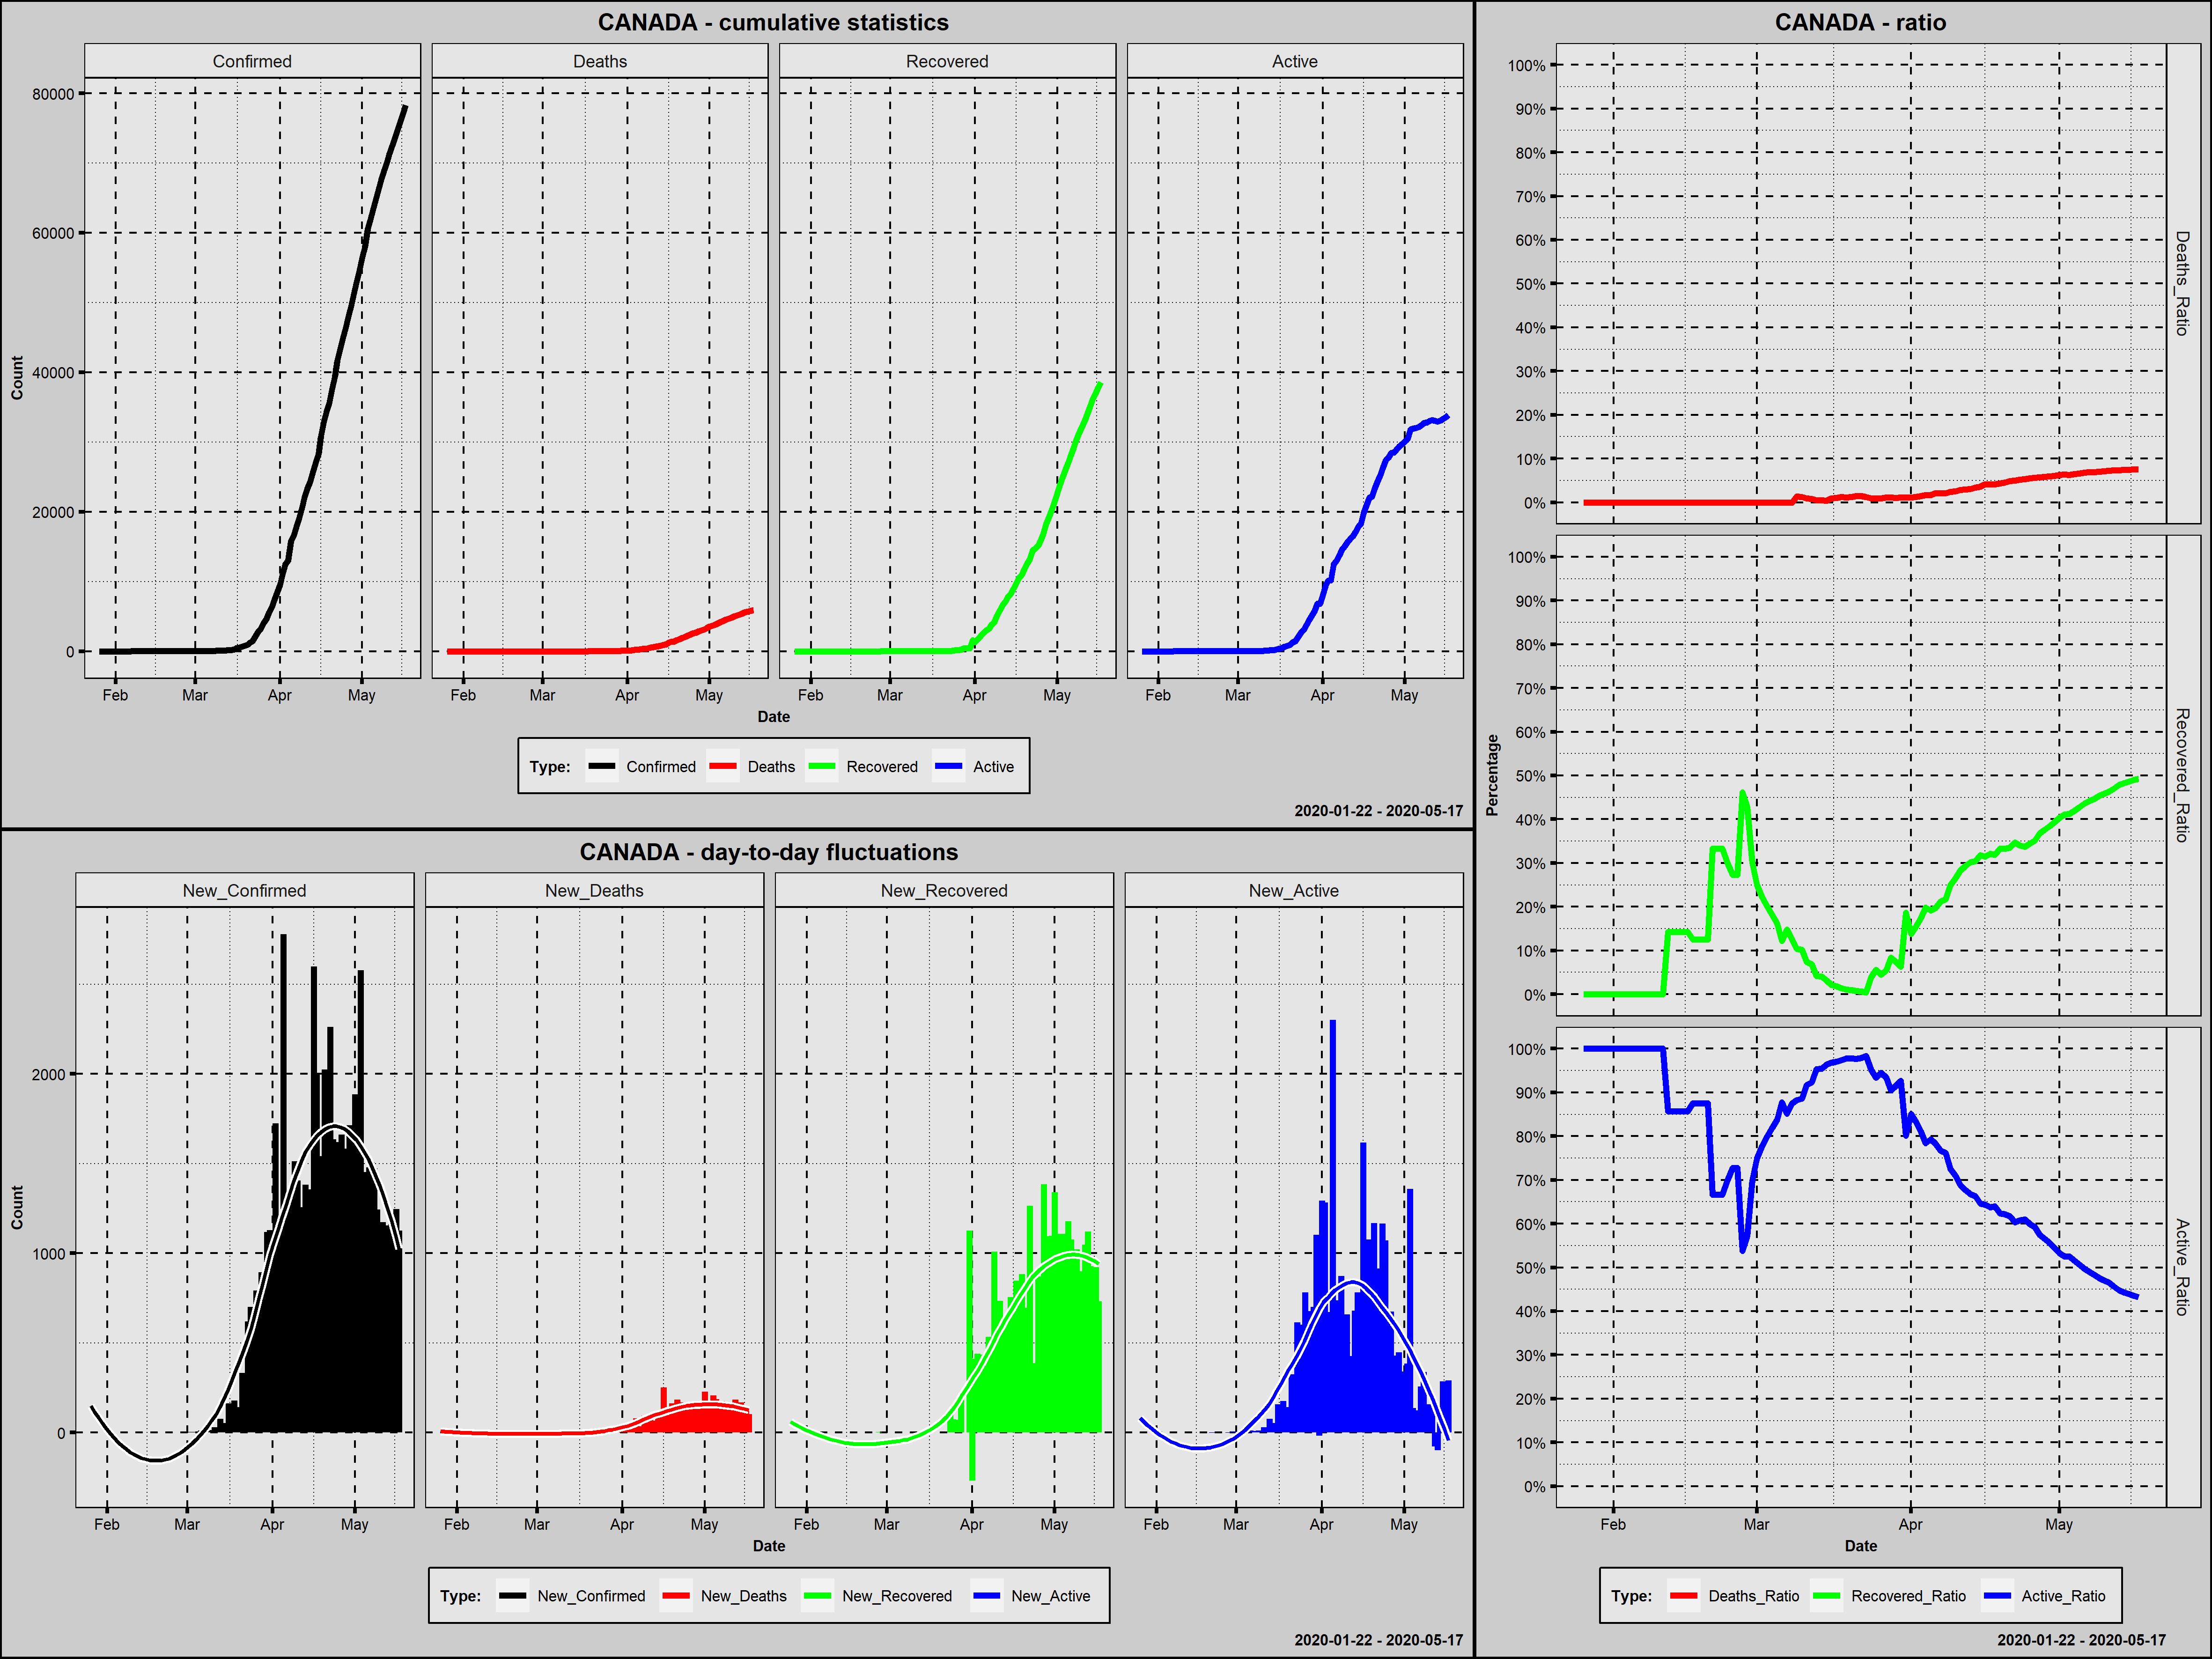 CANADA - cumulative statistics
Confirmed Deaths Recovered Active
80000
60000
40000
20000
0
Count
Feb Mar Apr May Feb Mar Apr May Feb Mar Apr May Feb Mar Apr May
Date
Type: Confirmed Deaths Recovered Active
2020-01-22 - 2020-05-17
CANADA - day-to-day fluctuations
New_Confirmed New_Deaths New_Recovered New_Active
2000
1000
0
Count
Feb Mar Apr May Feb Mar Apr May Feb Mar Apr May Feb Mar Apr May
Date
Type: New_Confirmed New_Deaths New_Recovered New_Active
2020-01-22 - 2020-05-17
CANADA - ratio
100%
90%
80%
70%
60%
50%
40%
30%
20%
10%
0%
Deaths_Ratio
100%
90%
80%
70%
60%
50%
40%
30%
20%
10%
0%
Recovered_Ratio
100%
90%
80%
70%
60%
50%
40%
30%
20%
10%
0%
Active_Ratio
Percentage
Feb Mar Apr May
Date
Type: Deaths_Ratio Recovered_Ratio Active_Ratio
2020-01-22 - 2020-05-17